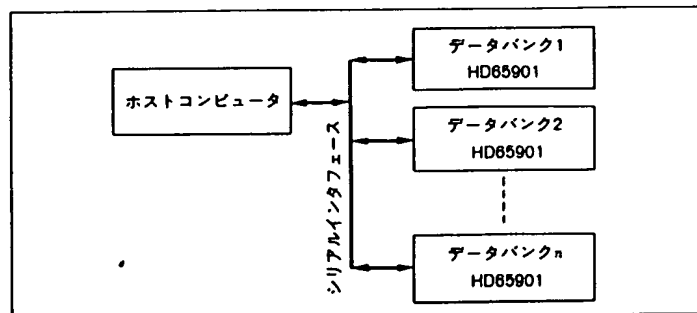 ホストコンピュータ
シリアルインタフェース
データバンク1
HD65901
データバンク2
HD65901
データバンクn
HD65901